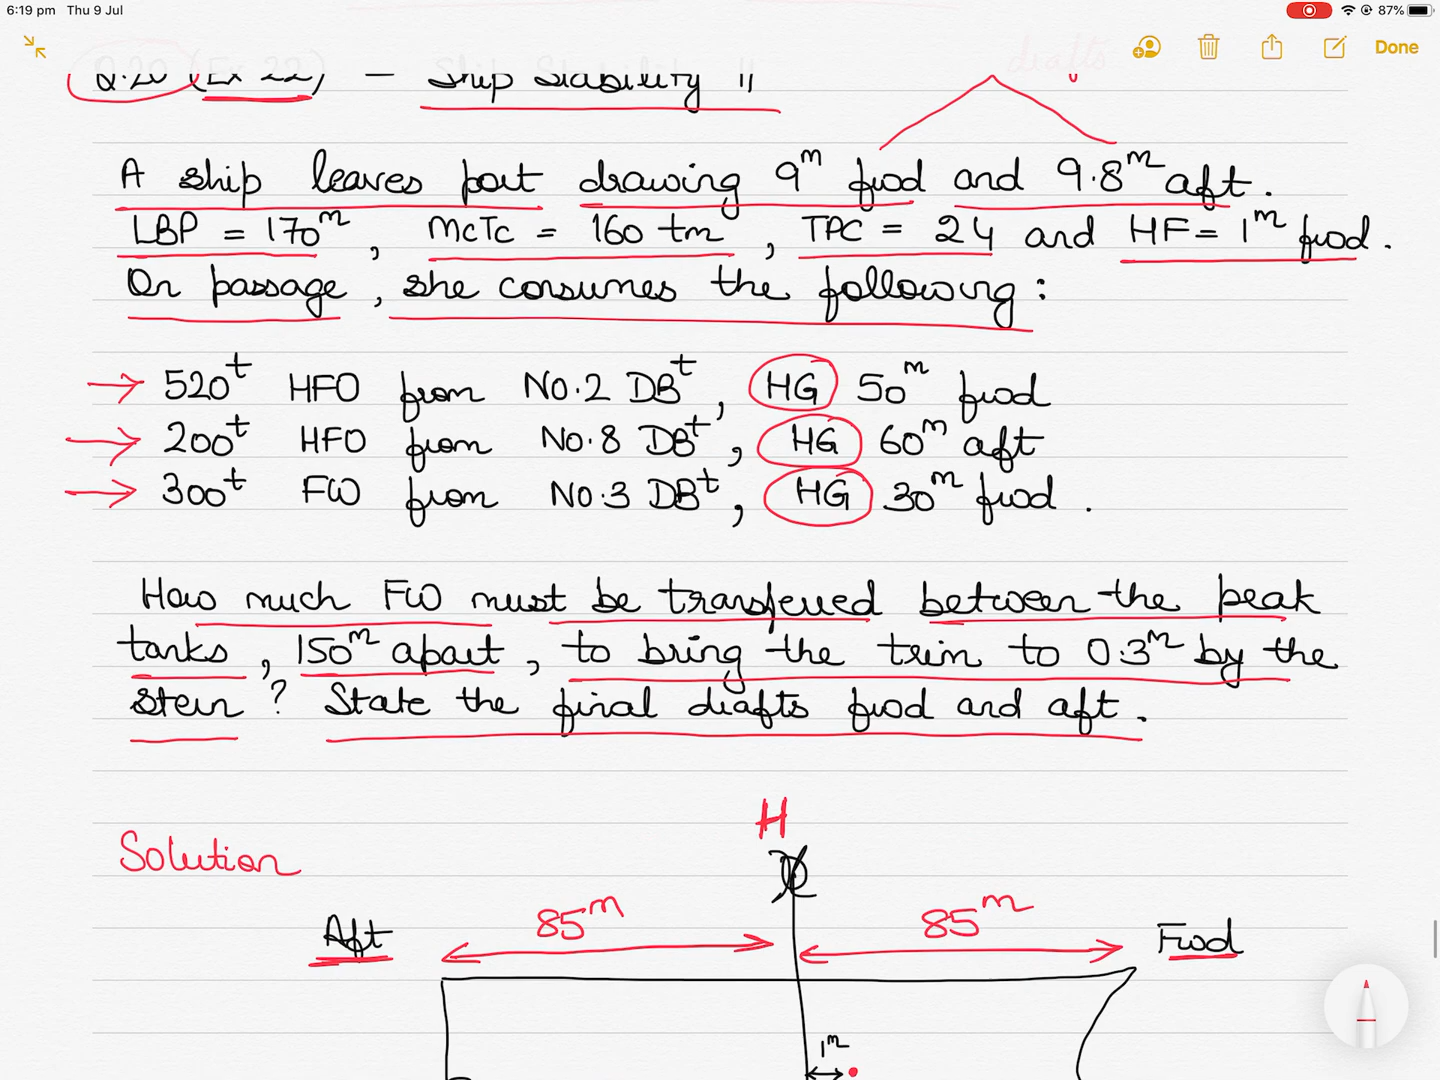 6:19 pm Thu 9 Jul
87%
Done
drafts
Q.20 (Ex 22) – Ship Stability II
A ship leaves port drawing 9m fwd and 9.8m aft.
LBP = 170m, MCTC = 160 tm, TPC = 24 and HF = 1m fwd.
On passage, she consumes the following:
→ 520t HFO from No.2 DBt, HG 50m fwd
→ 200t HFO from No.8 DBt, HG 60m aft
→ 300t FW from No.3 DBt, HG 30m fwd.
How much FW must be transferred between the peak
tanks, 150m apart, to bring the trim to 0.3m by the
stern? State the final drafts fwd and aft.
H
Solution
Aft 85m 85m Fwd
1m